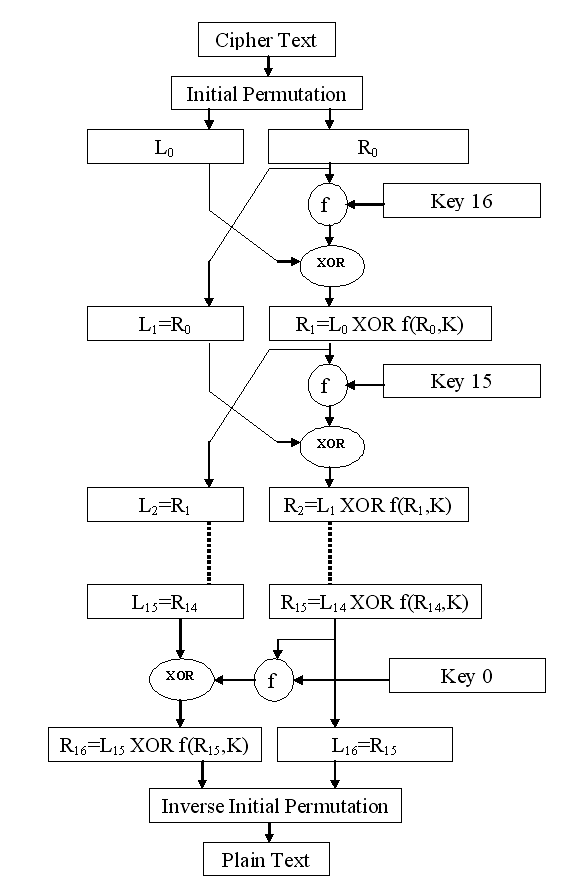 Cipher Text
Initial Permutation
L₀ R₀
f Key 16
XOR
L₁=R₀ R₁=L₀ XOR f(R₀,K)
f Key 15
XOR
L₂=R₁ R₂=L₁ XOR f(R₁,K)
L₁₅=R₁₄ R₁₅=L₁₄ XOR f(R₁₄,K)
XOR f Key 0
R₁₆=L₁₅ XOR f(R₁₅,K) L₁₆=R₁₅
Inverse Initial Permutation
Plain Text